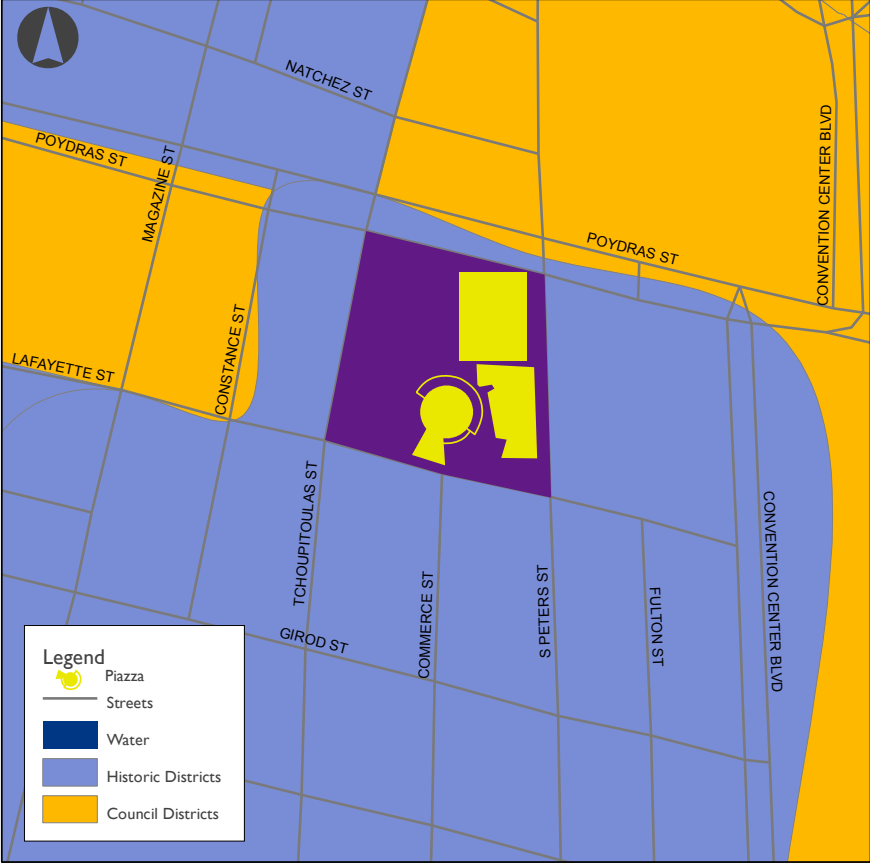 NATCHEZ ST
POYDRAS ST
MAGAZINE ST
CONVENTION CENTER BLVD
POYDRAS ST
CONSTANCE ST
LAFAYETTE ST
TCHOUPITOULAS ST
COMMERCE ST
S PETERS ST
FULTON ST
CONVENTION CENTER BLVD
GIROD ST
Legend
Piazza
Streets
Water
Historic Districts
Council Districts